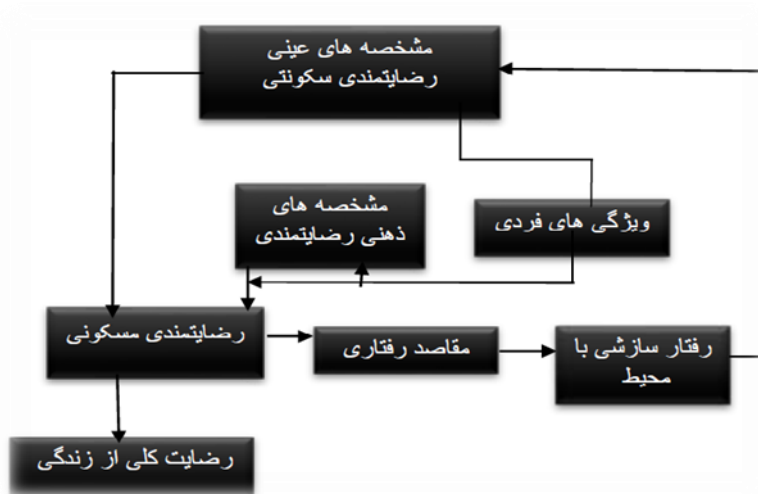 مشخصه های عینی
رضایتمندی سکونتی
مشخصه های
ذهنی رضایتمندی
ویژگی های فردی
رضایتمندی مسکونی
مقاصد رفتاری
رفتار سازشی با
محیط
رضایت کلی از زندگی